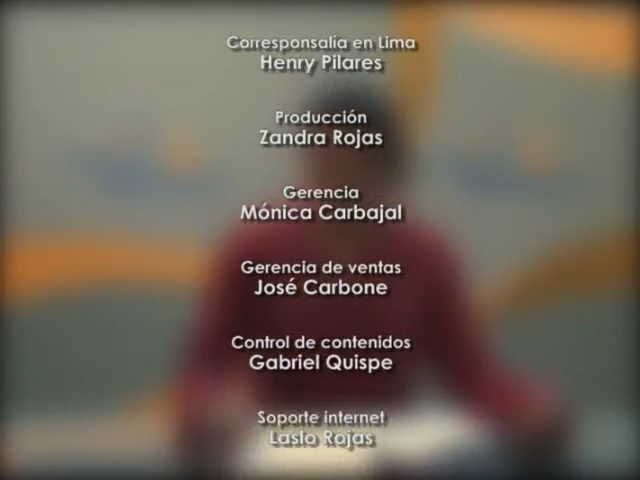 Corresponsalía en Lima
Henry Pilares
Producción
Zandra Rojas
Gerencia
Mónica Carbajal
Gerencia de ventas
José Carbone
Control de contenidos
Gabriel Quispe
Soporte internet
Laslo Rojas